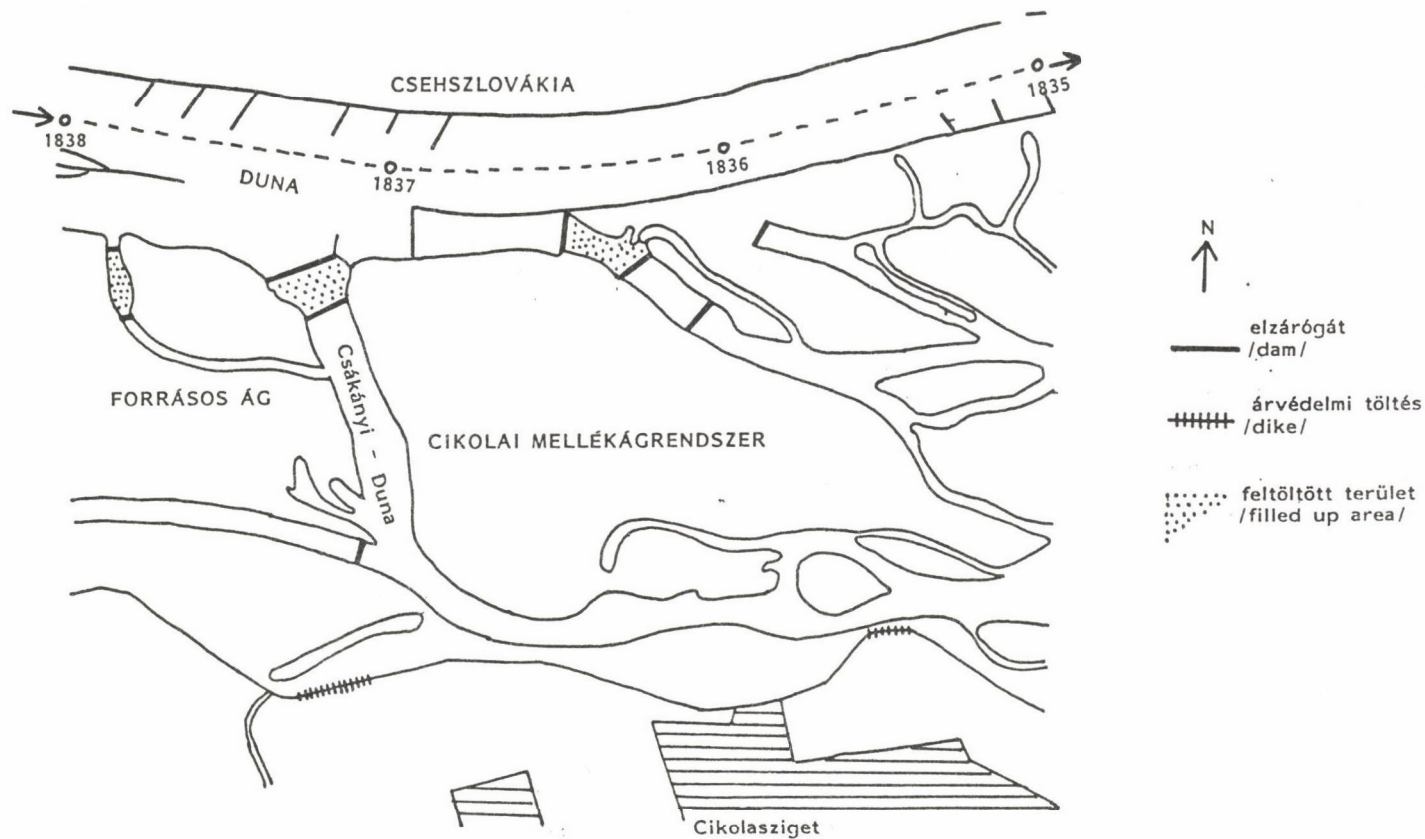 CSEHSZLOVÁKIA
1838
1837
1836
1835
DUNA
N
elzárógát
/dam/
FORRÁSOS ÁG
Csákányi - Duna
CIKOLAI MELLÉKÁGRENDSZER
árvédelmi töltés
/dike/
feltöltött terület
/filled up area/
Cikolasziget